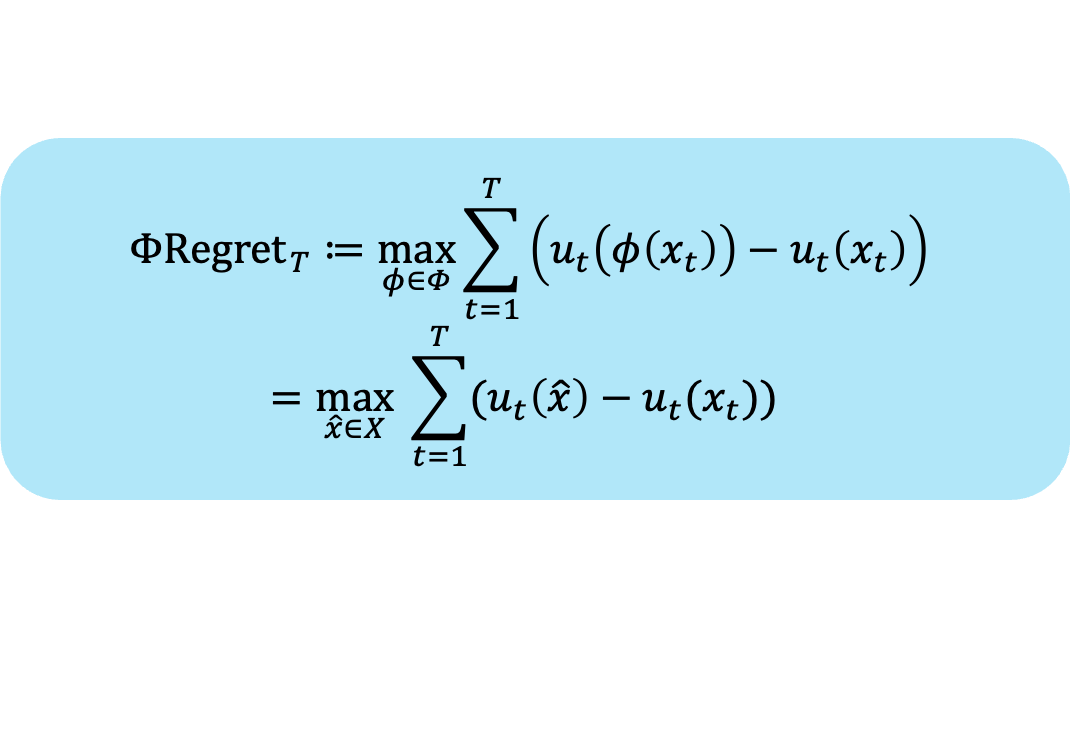 ΦRegret_T ≔ max_{ϕ∈Φ} ∑_{t=1}^{T} (u_t(ϕ(x_t)) − u_t(x_t))
= max_{x̂∈X} ∑_{t=1}^{T} (u_t(x̂) − u_t(x_t))